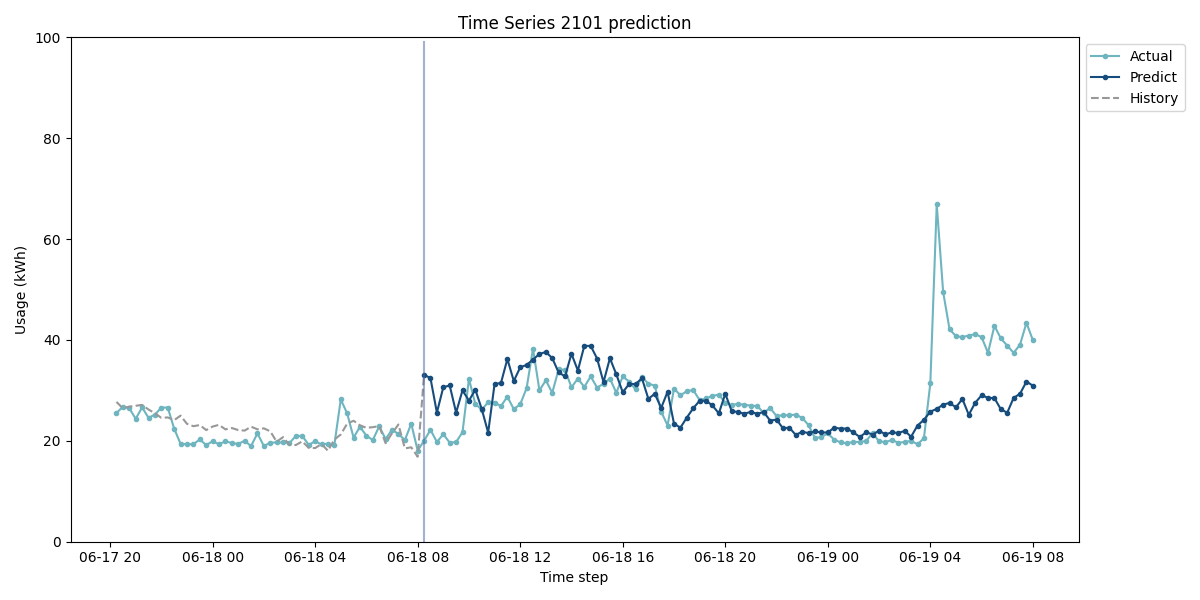 Time Series 2101 prediction
100
80
60
40
20
0
Usage (kWh)
06-17 20
06-18 00
06-18 04
06-18 08
06-18 12
06-18 16
06-18 20
06-19 00
06-19 04
06-19 08
Time step
Actual
Predict
History